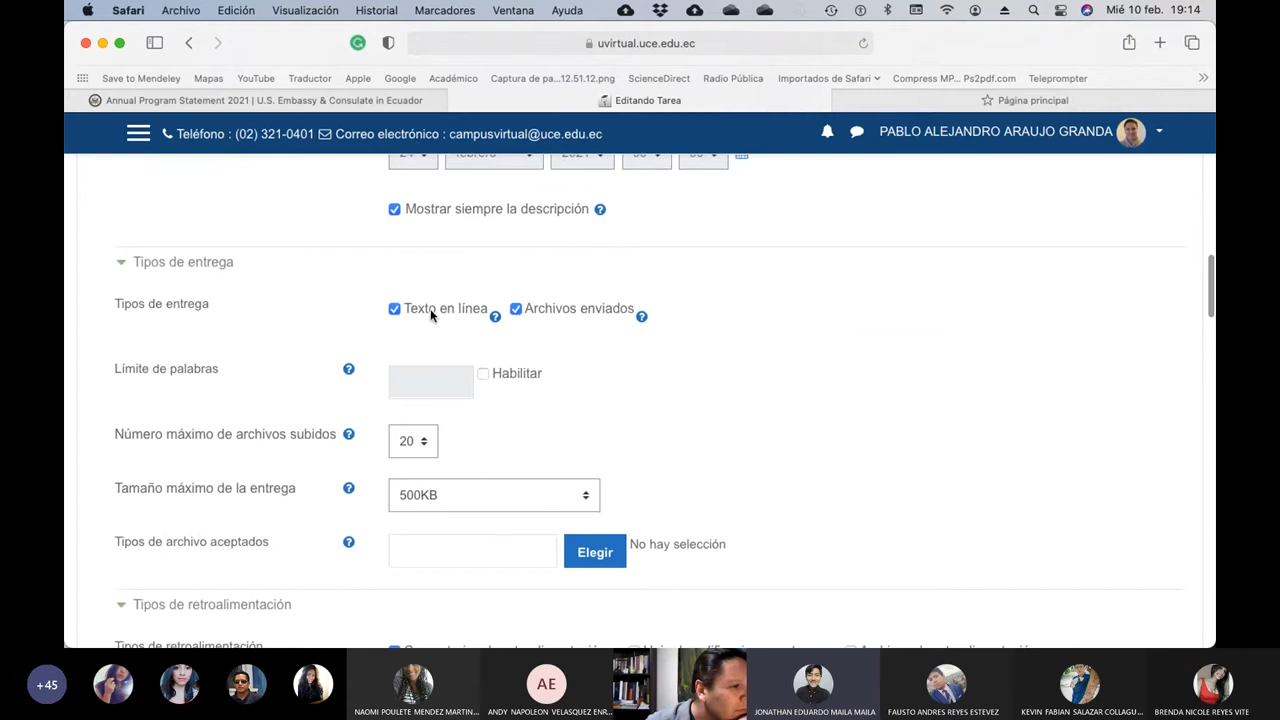 Safari Archivo Edición Visualización Historial Marcadores Ventana Ayuda Mié 10 feb. 19:14
uvirtual.uce.edu.ec
Save to Mendeley Mapas YouTube Traductor Apple Google Académico Captura de pa...12.51.12.png ScienceDirect Radio Pública Importados de Safari Compress MP... Ps2pdf.com Teleprompter
Annual Program Statement 2021 | U.S. Embassy & Consulate in Ecuador Editando Tarea Página principal
Teléfono : (02) 321-0401 Correo electrónico : campusvirtual@uce.edu.ec PABLO ALEJANDRO ARAUJO GRANDA
24 febrero 2021
Mostrar siempre la descripción
Tipos de entrega
Tipos de entrega Texto en línea Archivos enviados
Límite de palabras Habilitar
Número máximo de archivos subidos 20
Tamaño máximo de la entrega 500KB
Tipos de archivo aceptados Elegir No hay selección
Tipos de retroalimentación
Tipos de retroalimentación
+45 AE
NAOMI POULETE MENDEZ MARTIN... ANDY NAPOLEON VELASQUEZ ENR... JONATHAN EDUARDO MAILA MAILA FAUSTO ANDRES REYES ESTEVEZ KEVIN FABIAN SALAZAR COLLAGU... BRENDA NICOLE REYES VITE